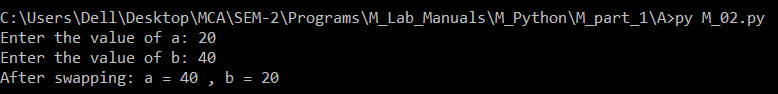 C:\Users\Dell\Desktop\MCA\SEM-2\Programs\M_Lab_Manuals\M_Python\M_part_1\A>py M_02.py
Enter the value of a: 20
Enter the value of b: 40
After swapping: a = 40 , b = 20